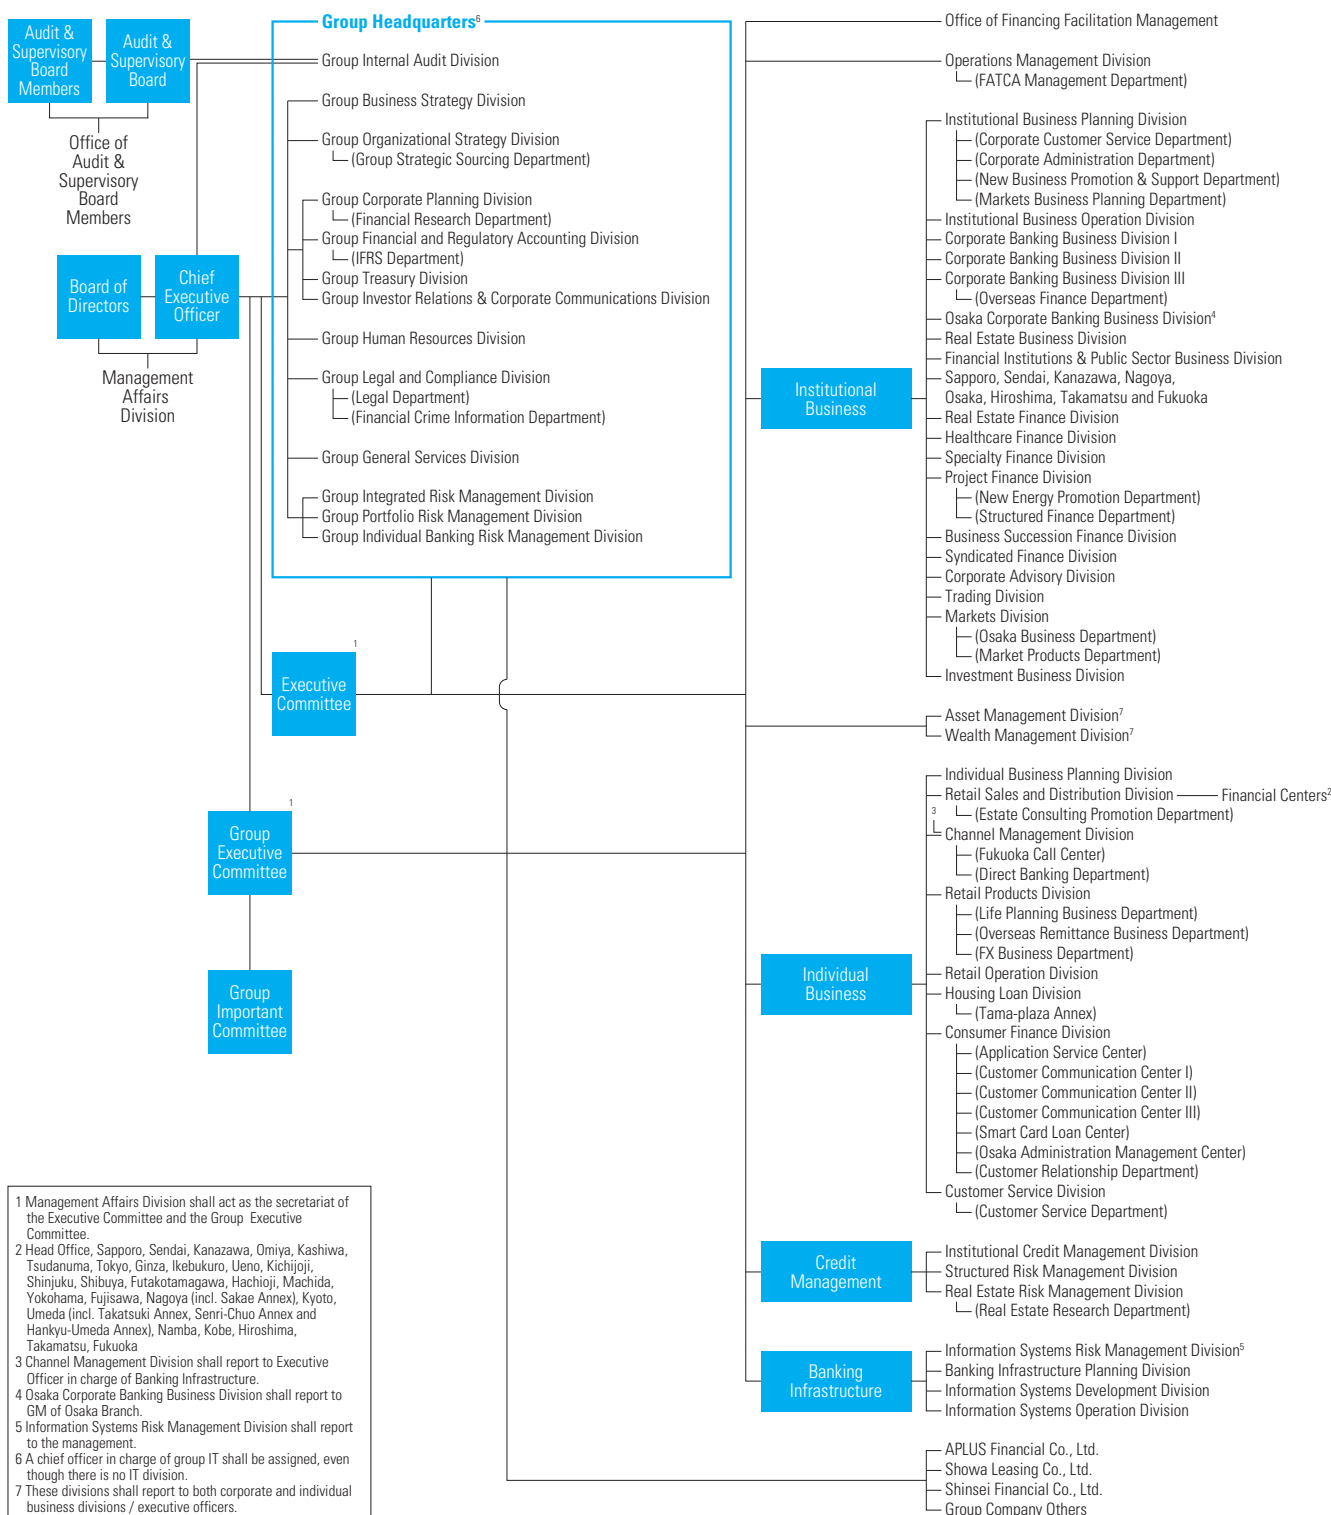 Audit &
Supervisory
Board
Members
Audit &
Supervisory
Board
Office of
Audit &
Supervisory
Board
Members
Board of
Directors
Chief
Executive
Officer
Management
Affairs
Division
Group Headquarters6
Group Internal Audit Division
Group Business Strategy Division
Group Organizational Strategy Division
(Group Strategic Sourcing Department)
Group Corporate Planning Division
(Financial Research Department)
Group Financial and Regulatory Accounting Division
(IFRS Department)
Group Treasury Division
Group Investor Relations & Corporate Communications Division
Group Human Resources Division
Group Legal and Compliance Division
(Legal Department)
(Financial Crime Information Department)
Group General Services Division
Group Integrated Risk Management Division
Group Portfolio Risk Management Division
Group Individual Banking Risk Management Division
1
Executive
Committee
1
Group
Executive
Committee
Group
Important
Committee
Office of Financing Facilitation Management
Operations Management Division
(FATCA Management Department)
Institutional
Business
Institutional Business Planning Division
(Corporate Customer Service Department)
(Corporate Administration Department)
(New Business Promotion & Support Department)
(Markets Business Planning Department)
Institutional Business Operation Division
Corporate Banking Business Division I
Corporate Banking Business Division II
Corporate Banking Business Division III
(Overseas Finance Department)
Osaka Corporate Banking Business Division4
Real Estate Business Division
Financial Institutions & Public Sector Business Division
Sapporo, Sendai, Kanazawa, Nagoya,
Osaka, Hiroshima, Takamatsu and Fukuoka
Real Estate Finance Division
Healthcare Finance Division
Specialty Finance Division
Project Finance Division
(New Energy Promotion Department)
(Structured Finance Department)
Business Succession Finance Division
Syndicated Finance Division
Corporate Advisory Division
Trading Division
Markets Division
(Osaka Business Department)
(Market Products Department)
Investment Business Division
Asset Management Division7
Wealth Management Division7
Individual
Business
Individual Business Planning Division
Retail Sales and Distribution Division
Financial Centers2
(Estate Consulting Promotion Department)
3
Channel Management Division
(Fukuoka Call Center)
(Direct Banking Department)
Retail Products Division
(Life Planning Business Department)
(Overseas Remittance Business Department)
(FX Business Department)
Retail Operation Division
Housing Loan Division
(Tama-plaza Annex)
Consumer Finance Division
(Application Service Center)
(Customer Communication Center I)
(Customer Communication Center II)
(Customer Communication Center III)
(Smart Card Loan Center)
(Osaka Administration Management Center)
(Customer Relationship Department)
Customer Service Division
(Customer Service Department)
Credit
Management
Institutional Credit Management Division
Structured Risk Management Division
Real Estate Risk Management Division
(Real Estate Research Department)
Banking
Infrastructure
Information Systems Risk Management Division5
Banking Infrastructure Planning Division
Information Systems Development Division
Information Systems Operation Division
APLUS Financial Co., Ltd.
Showa Leasing Co., Ltd.
Shinsei Financial Co., Ltd.
Group Company Others
1 Management Affairs Division shall act as the secretariat of
the Executive Committee and the Group Executive
Committee.
2 Head Office, Sapporo, Sendai, Kanazawa, Omiya, Kashiwa,
Tsudanuma, Tokyo, Ginza, Ikebukuro, Ueno, Kichijoji,
Shinjuku, Shibuya, Futakotamagawa, Hachioji, Machida,
Yokohama, Fujisawa, Nagoya (incl. Sakae Annex), Kyoto,
Umeda (incl. Takatsuki Annex, Senri-Chuo Annex and
Hankyu-Umeda Annex), Namba, Kobe, Hiroshima,
Takamatsu, Fukuoka
3 Channel Management Division shall report to Executive
Officer in charge of Banking Infrastructure.
4 Osaka Corporate Banking Business Division shall report to
GM of Osaka Branch.
5 Information Systems Risk Management Division shall report
to the management.
6 A chief officer in charge of group IT shall be assigned, even
though there is no IT division.
7 These divisions shall report to both corporate and individual
business divisions / executive officers.